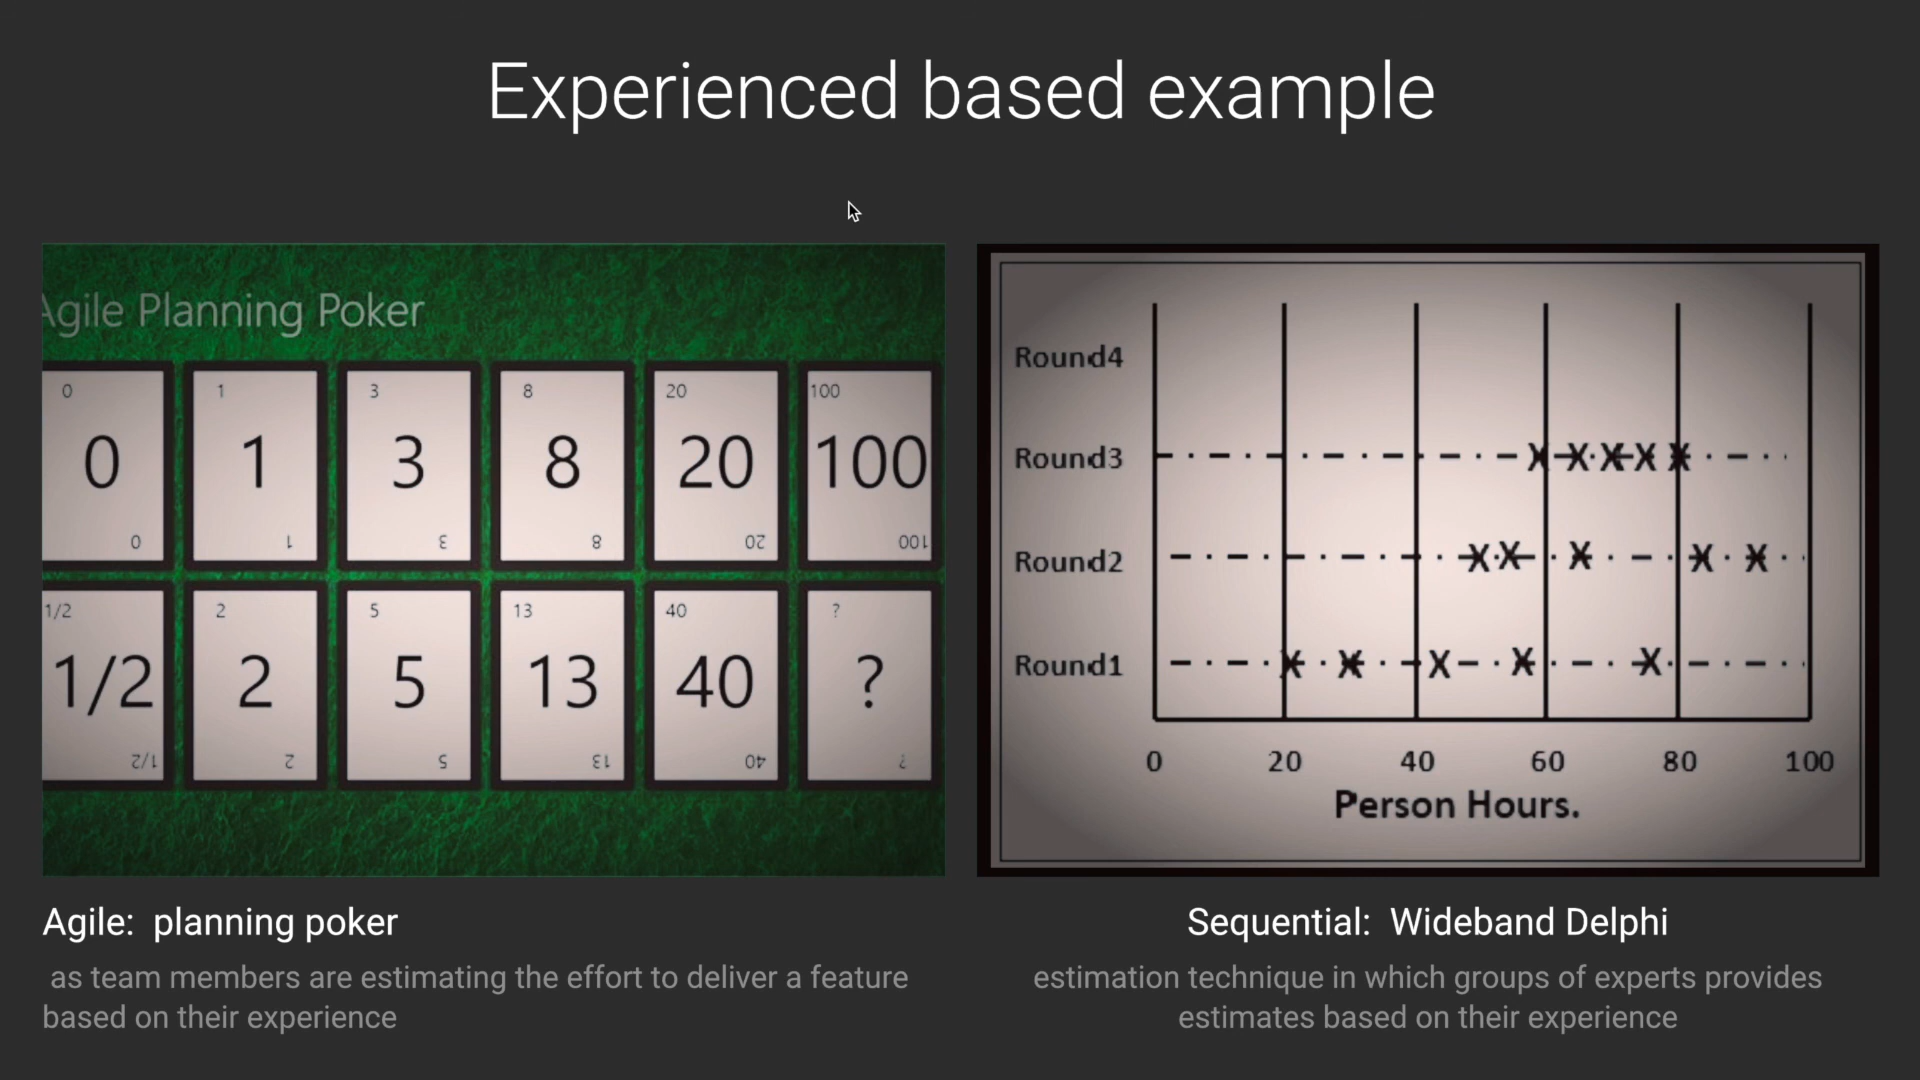 Experienced based example
Agile Planning Poker
0 1 3 8 20 100
0 1 3 8 20 100
0 1 3 8 20 100
1/2 2 5 13 40 ?
1/2 2 5 13 40 ?
1/2 2 5 13 40 ?
Round4
Round3
Round2
Round1
0 20 40 60 80 100
Person Hours.
Agile: planning poker
as team members are estimating the effort to deliver a feature
based on their experience
Sequential: Wideband Delphi
estimation technique in which groups of experts provides
estimates based on their experience